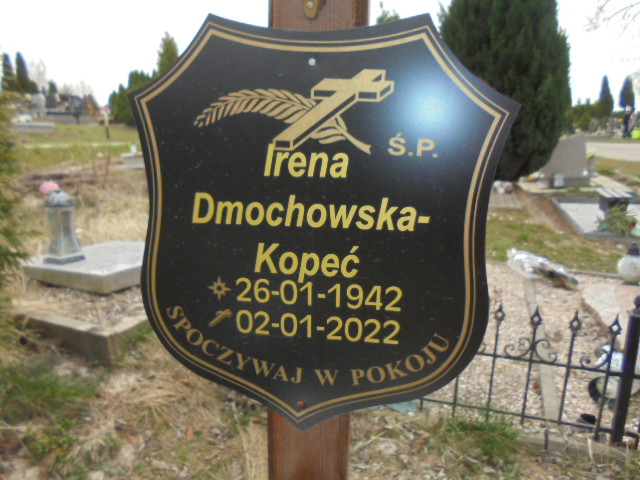 Ś.P.
Irena
Dmochowska-
Kopeć
26-01-1942
02-01-2022
SPOCZYWAJ W POKOJU